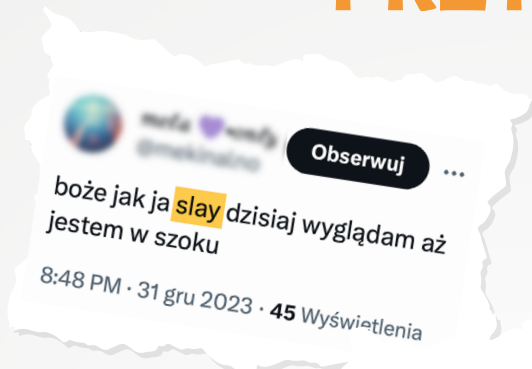 Obserwuj
boże jak ja slay dzisiaj wyglądam aż
jestem w szoku
8:48 PM · 31 gru 2023 · 45 Wyświetlenia